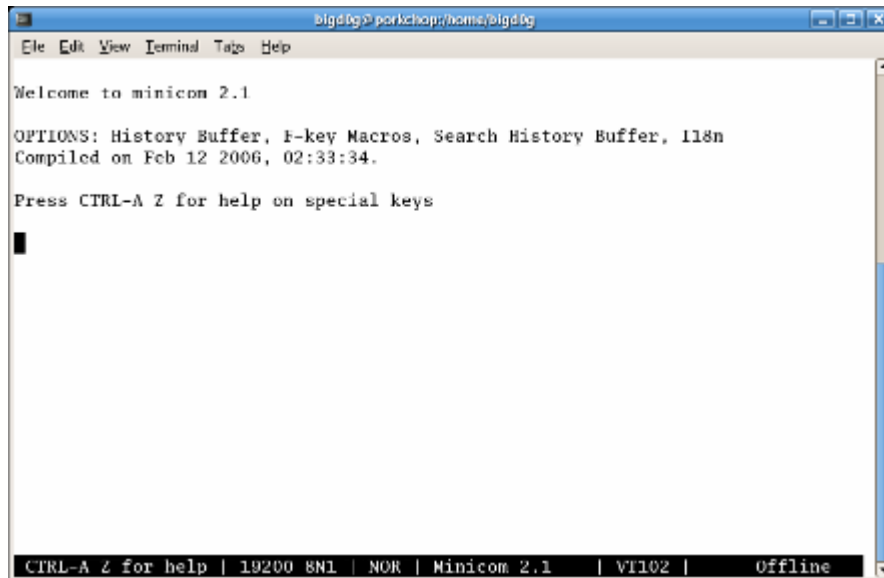 bigd0g@porkchop:/home/bigd0g
File Edit View Terminal Tabs Help
Welcome to minicom 2.1
OPTIONS: History Buffer, F-key Macros, Search History Buffer, I18n
Compiled on Feb 12 2006, 02:33:34.
Press CTRL-A Z for help on special keys
CTRL-A Z for help | 19200 8N1 | NOR | Minicom 2.1 | VT102 | Offline